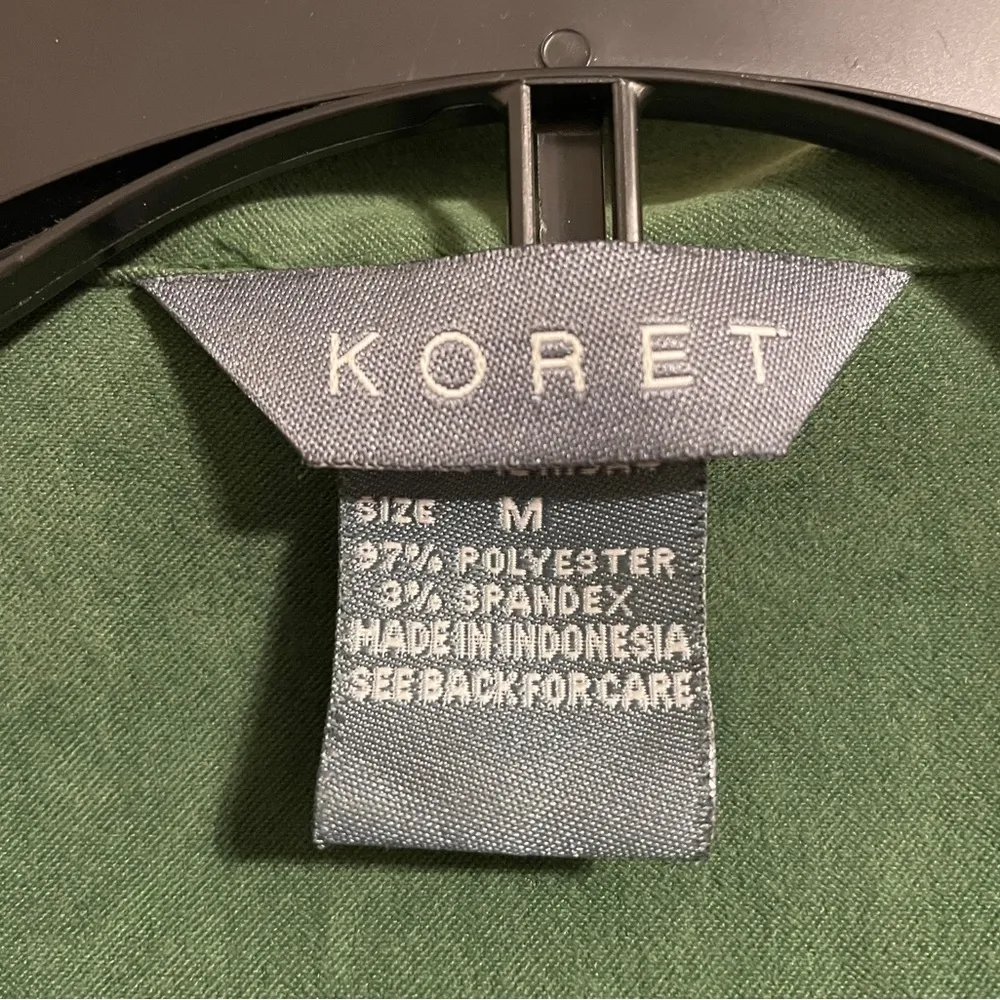 KORET
SIZE M
97% POLYESTER
3% SPANDEX
MADE IN INDONESIA
SEE BACK FOR CARE